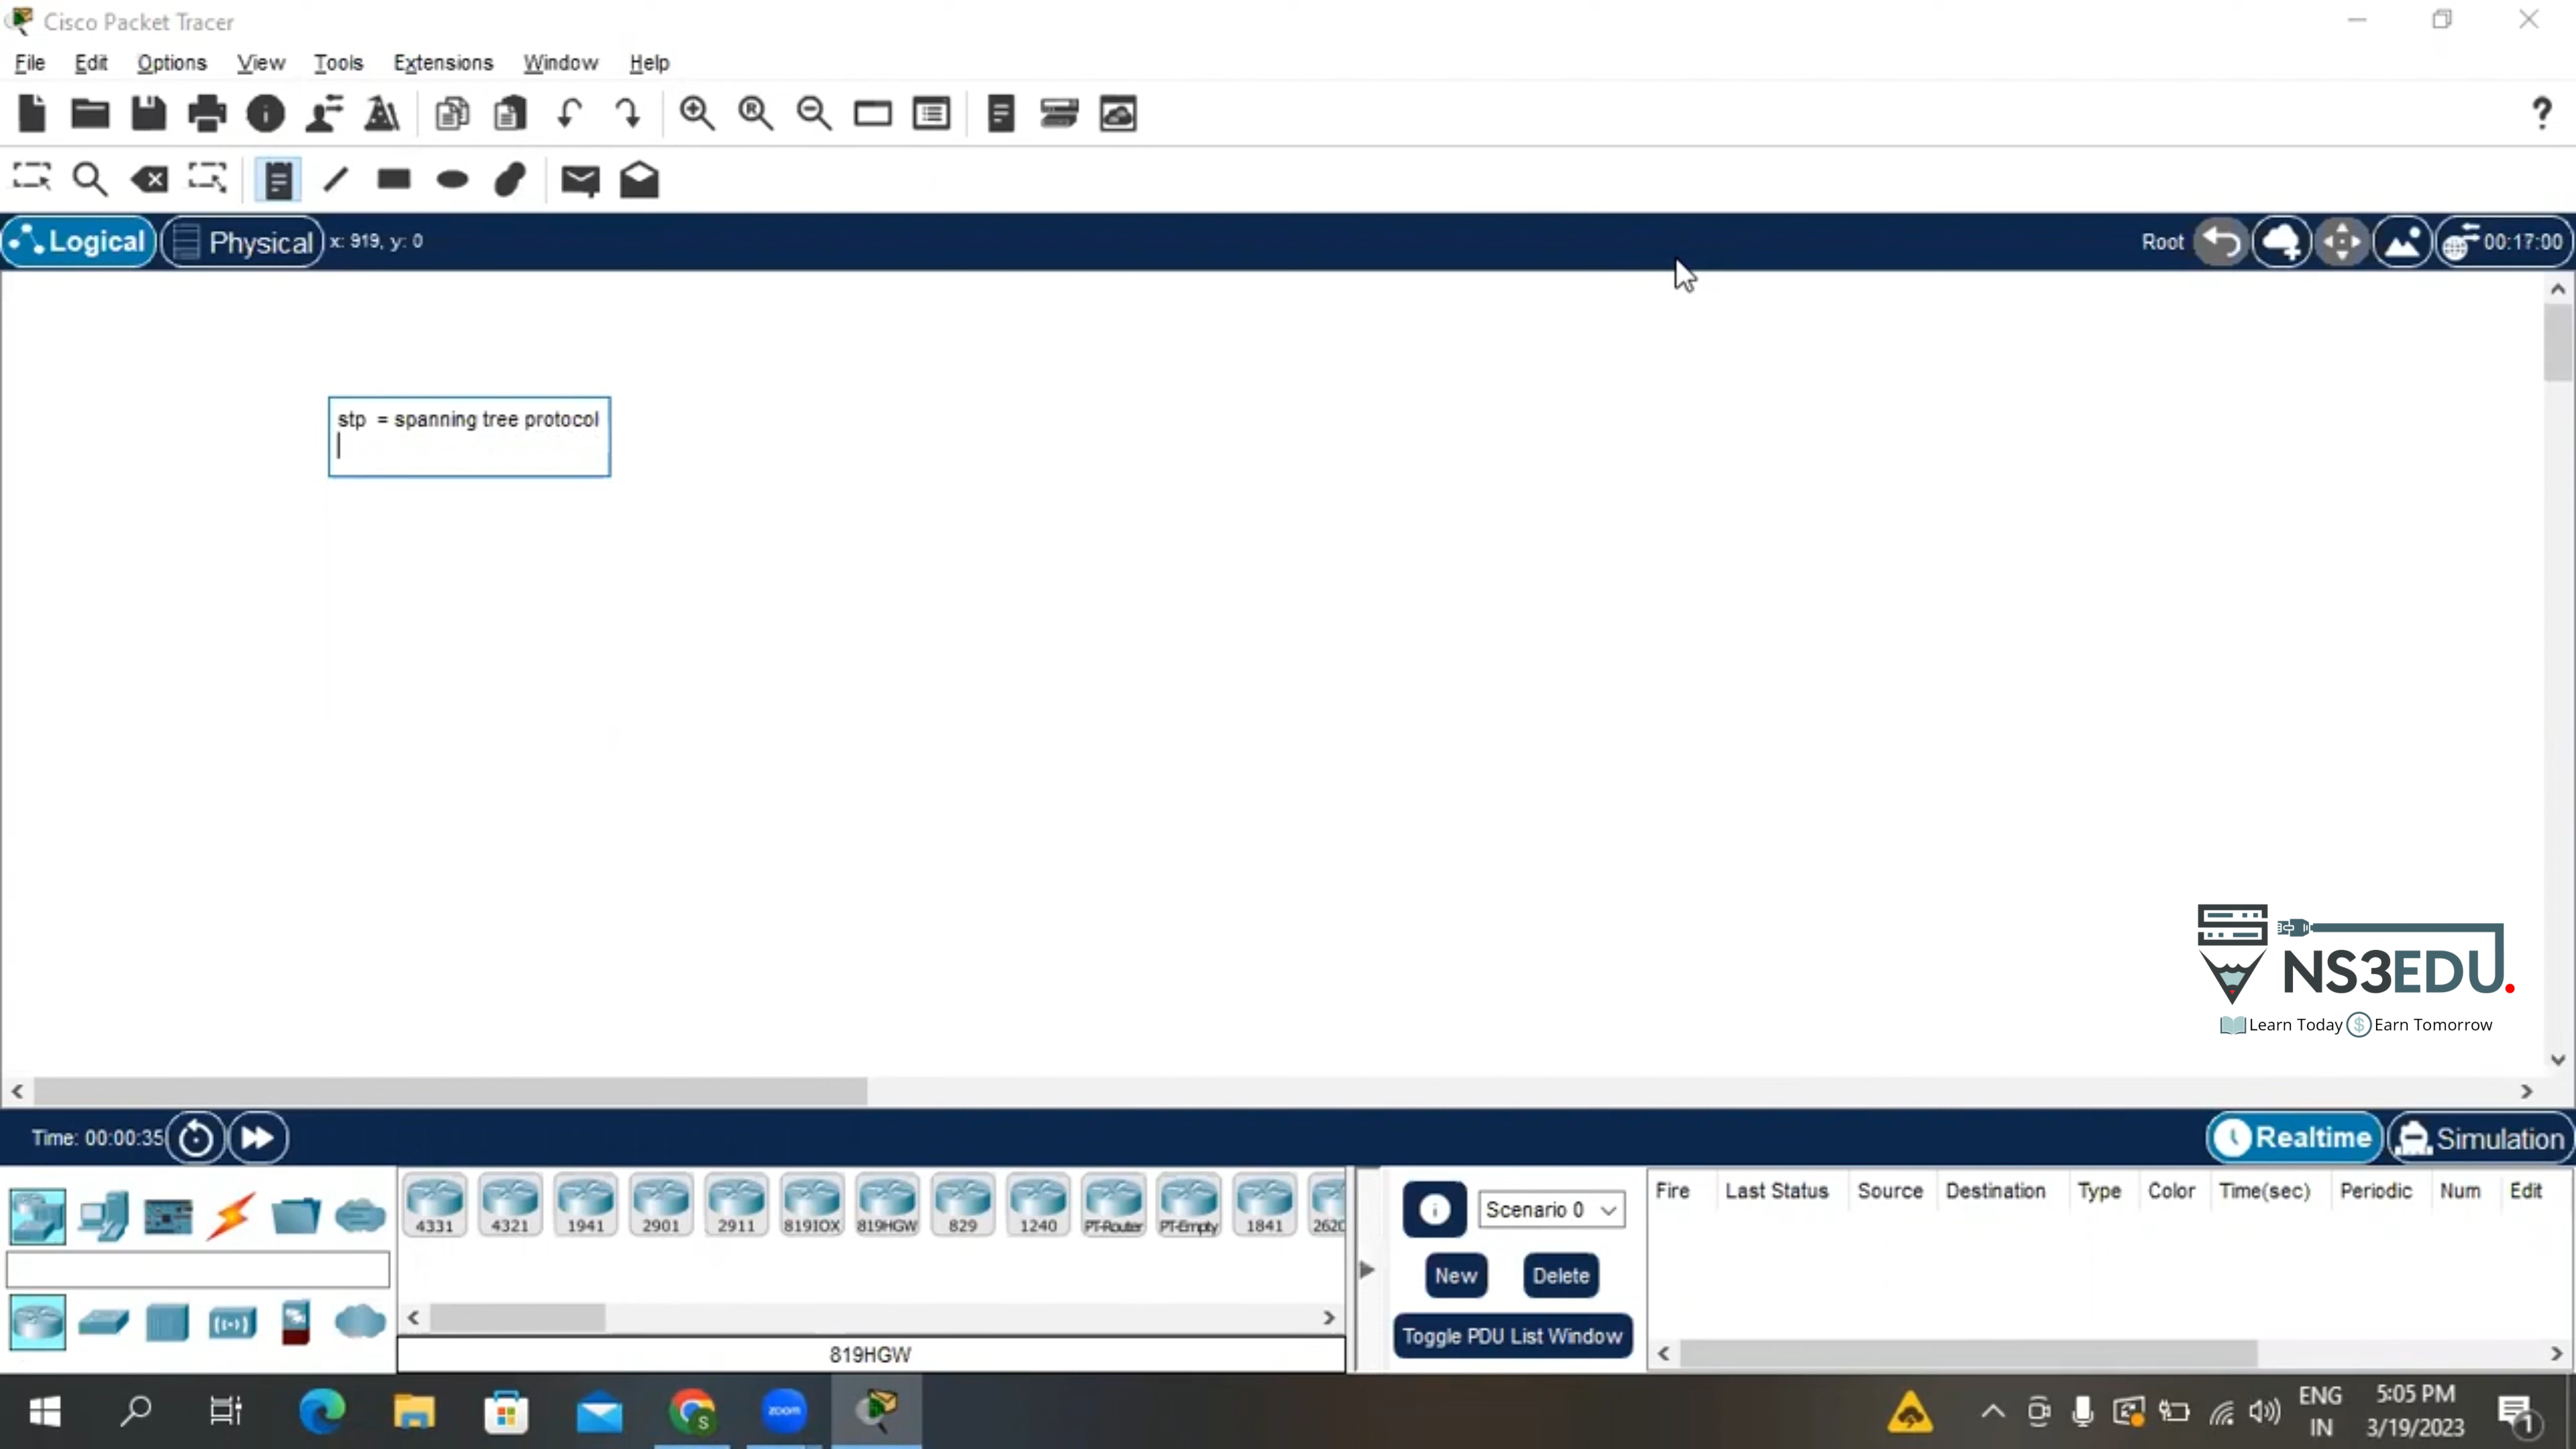 Cisco Packet Tracer
File Edit Options View Tools Extensions Window Help
Logical Physical x: 919, y: 0 Root 00:17:00
stp = spanning tree protocol
NS3EDU.
Learn Today $ Earn Tomorrow
Time: 00:00:35 Realtime Simulation
4331 4321 1941 2901 2911 819IOX 819HGW 829 1240 PT-Router PT-Empty 1841 262
819HGW
Scenario 0
New Delete
Toggle PDU List Window
Fire Last Status Source Destination Type Color Time(sec) Periodic Num Edit
zoom
S
ENG
IN
5:05 PM
3/19/2023
1